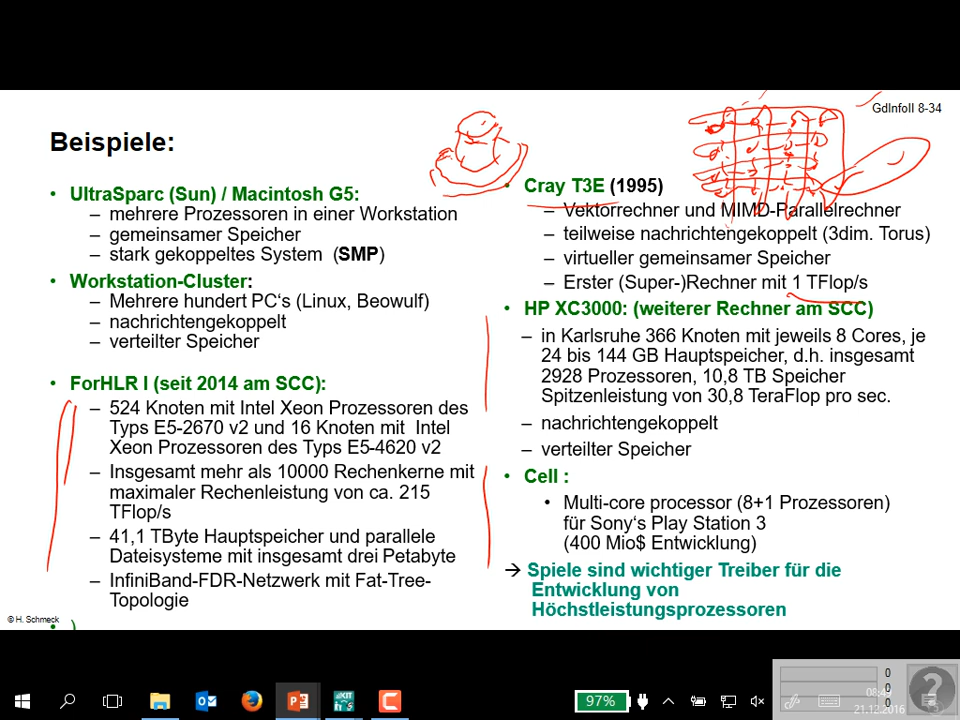 GdInfoII 8-34
Beispiele:
• UltraSparc (Sun) / Macintosh G5:
– mehrere Prozessoren in einer Workstation
– gemeinsamer Speicher
– stark gekoppeltes System (SMP)
• Workstation-Cluster:
– Mehrere hundert PC's (Linux, Beowulf)
– nachrichtengekoppelt
– verteilter Speicher
• ForHLR I (seit 2014 am SCC):
– 524 Knoten mit Intel Xeon Prozessoren des
Typs E5-2670 v2 und 16 Knoten mit Intel
Xeon Prozessoren des Typs E5-4620 v2
– Insgesamt mehr als 10000 Rechenkerne mit
maximaler Rechenleistung von ca. 215
TFlop/s
– 41,1 TByte Hauptspeicher und parallele
Dateisysteme mit insgesamt drei Petabyte
– InfiniBand-FDR-Netzwerk mit Fat-Tree-
Topologie
• Cray T3E (1995)
– Vektorrechner und MIMD-Parallelrechner
– teilweise nachrichtengekoppelt (3dim. Torus)
– virtueller gemeinsamer Speicher
– Erster (Super-)Rechner mit 1 TFlop/s
• HP XC3000: (weiterer Rechner am SCC)
– in Karlsruhe 366 Knoten mit jeweils 8 Cores, je
24 bis 144 GB Hauptspeicher, d.h. insgesamt
2928 Prozessoren, 10,8 TB Speicher
Spitzenleistung von 30,8 TeraFlop pro sec.
– nachrichtengekoppelt
– verteilter Speicher
• Cell :
• Multi-core processor (8+1 Prozessoren)
für Sony's Play Station 3
(400 Mio$ Entwicklung)
→ Spiele sind wichtiger Treiber für die
Entwicklung von
Höchstleistungsprozessoren
© H. Schmeck
97%
0
0
0
21.12.2016